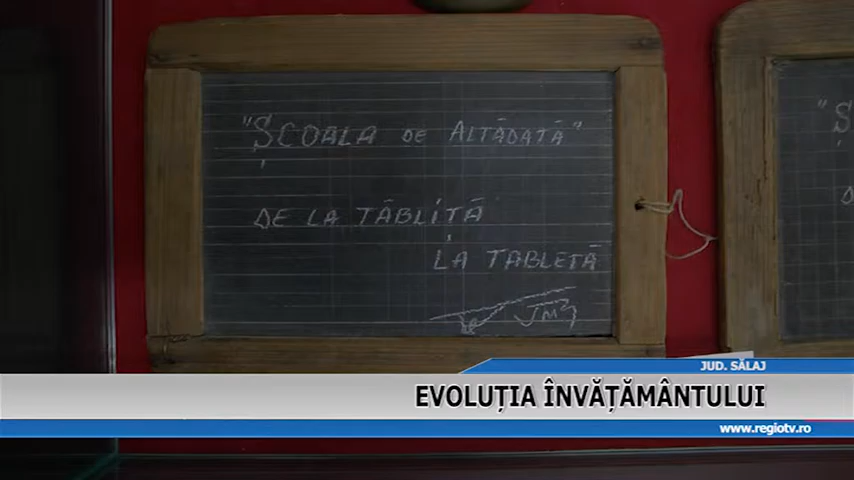 "ȘCOALA DE ALTĂDATĂ"
DE LA TĂBLIȚĂ
LA TABLETĂ
JUD. SĂLAJ
EVOLUȚIA ÎNVĂȚĂMÂNTULUI
www.regiotv.ro